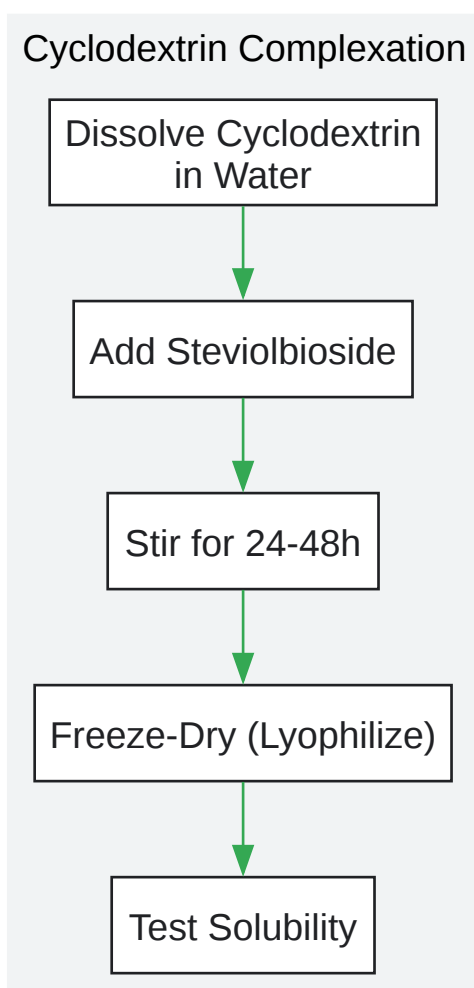 Cyclodextrin Complexation
Dissolve Cyclodextrin
in Water
Add Steviolbioside
Stir for 24-48h
Freeze-Dry (Lyophilize)
Test Solubility